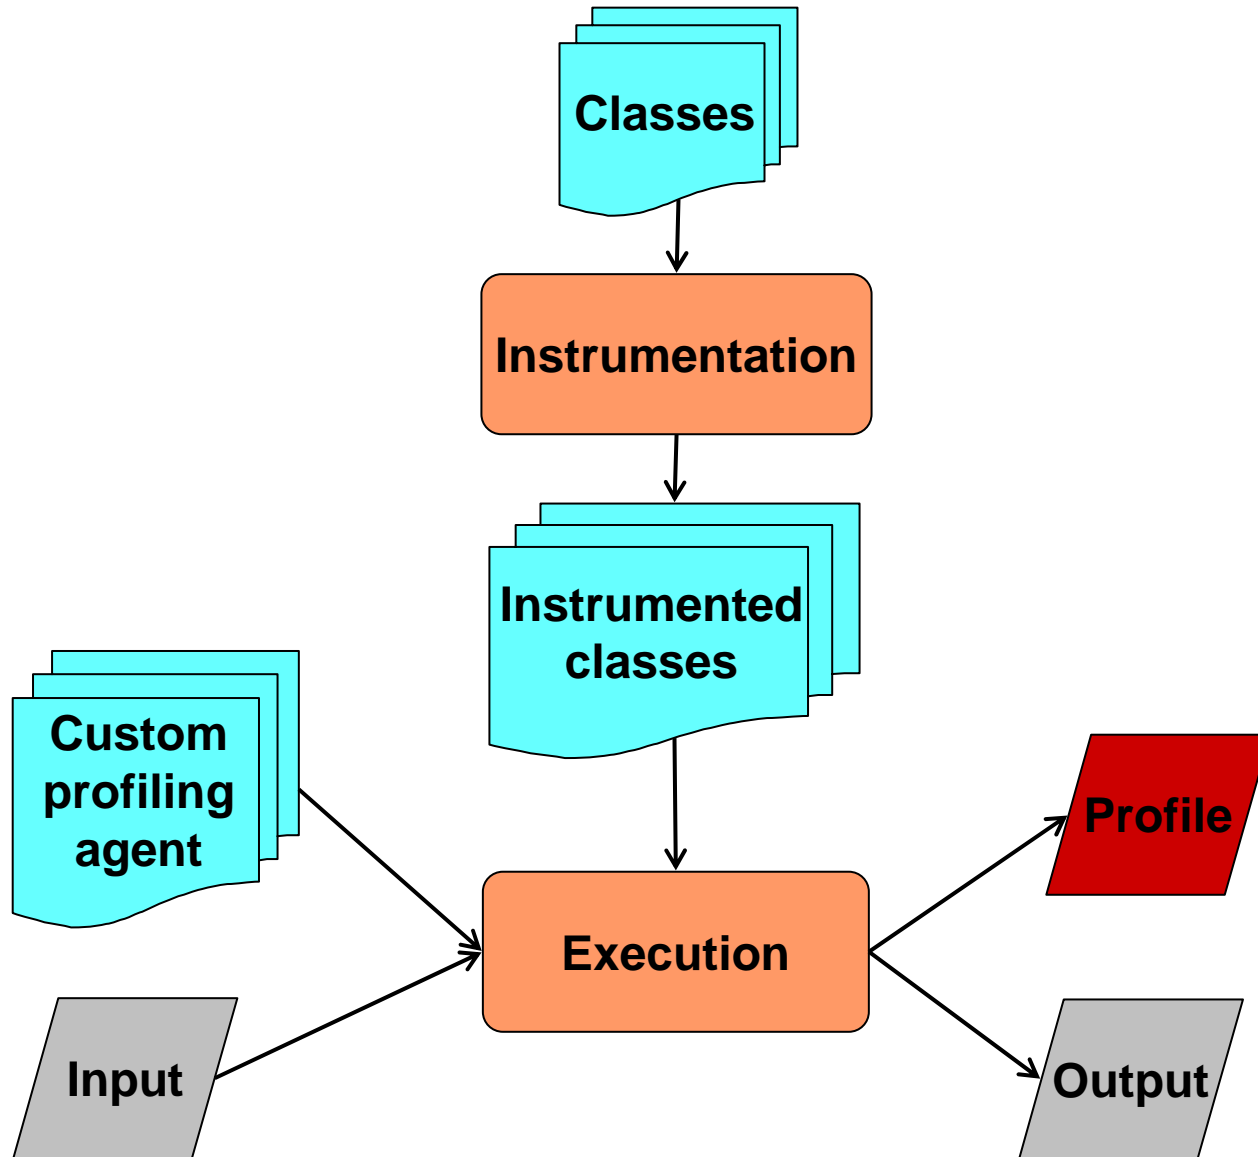 Classes
Instrumentation
Instrumented
classes
Custom
profiling
agent
Profile
Execution
Input
Output